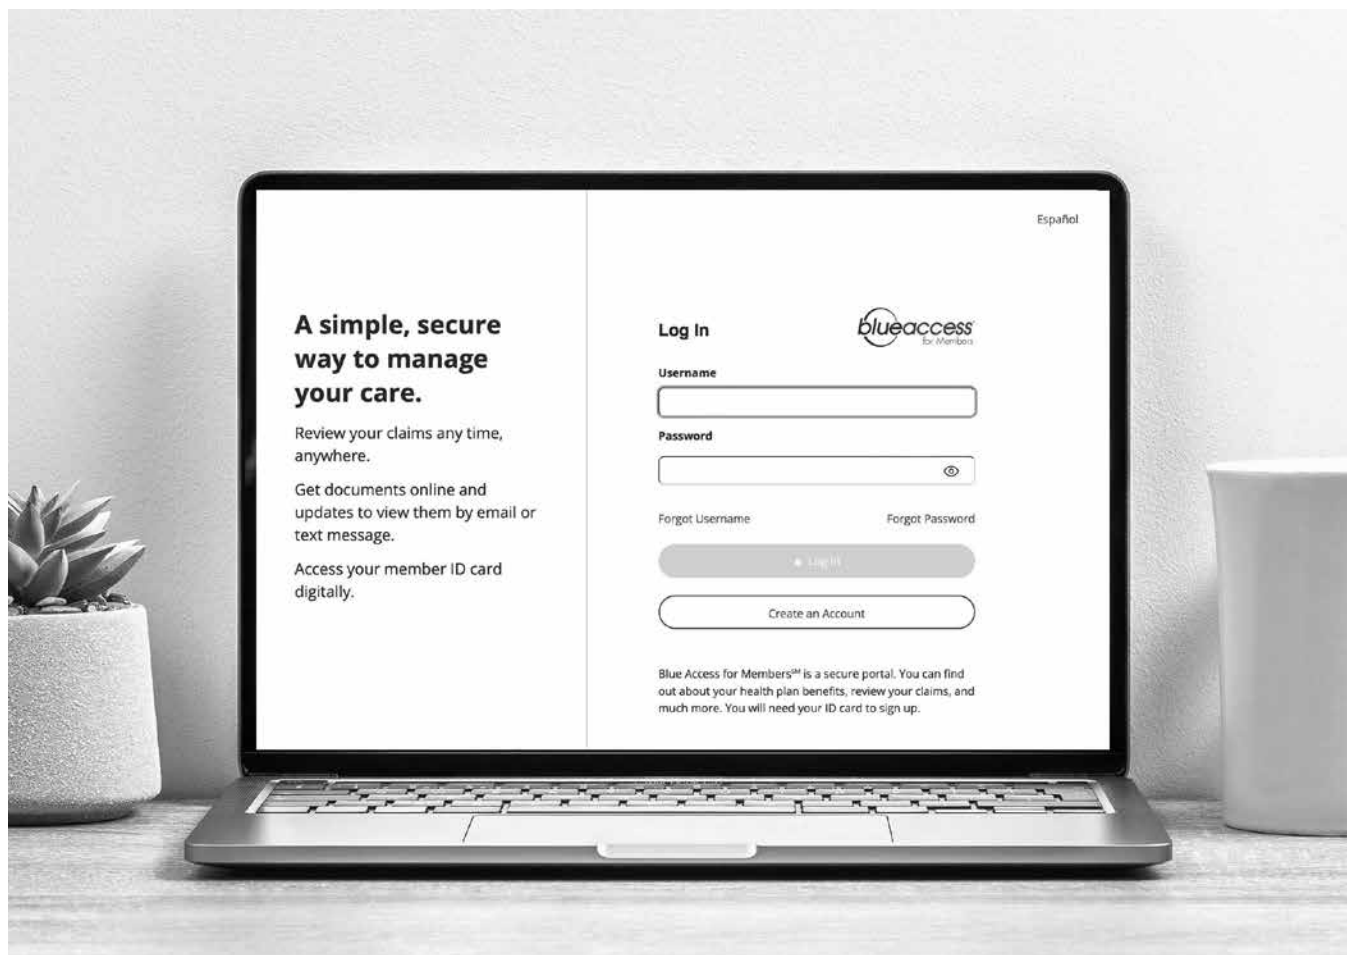 Español
A simple, secure
way to manage
your care.
Review your claims any time,
anywhere.
Get documents online and
updates to view them by email or
text message.
Access your member ID card
digitally.
Log In
blueaccess
for Members
Username
Password
Forgot Username
Forgot Password
Log In
Create an Account
Blue Access for Members℠ is a secure portal. You can find
out about your health plan benefits, review your claims, and
much more. You will need your ID card to sign up.